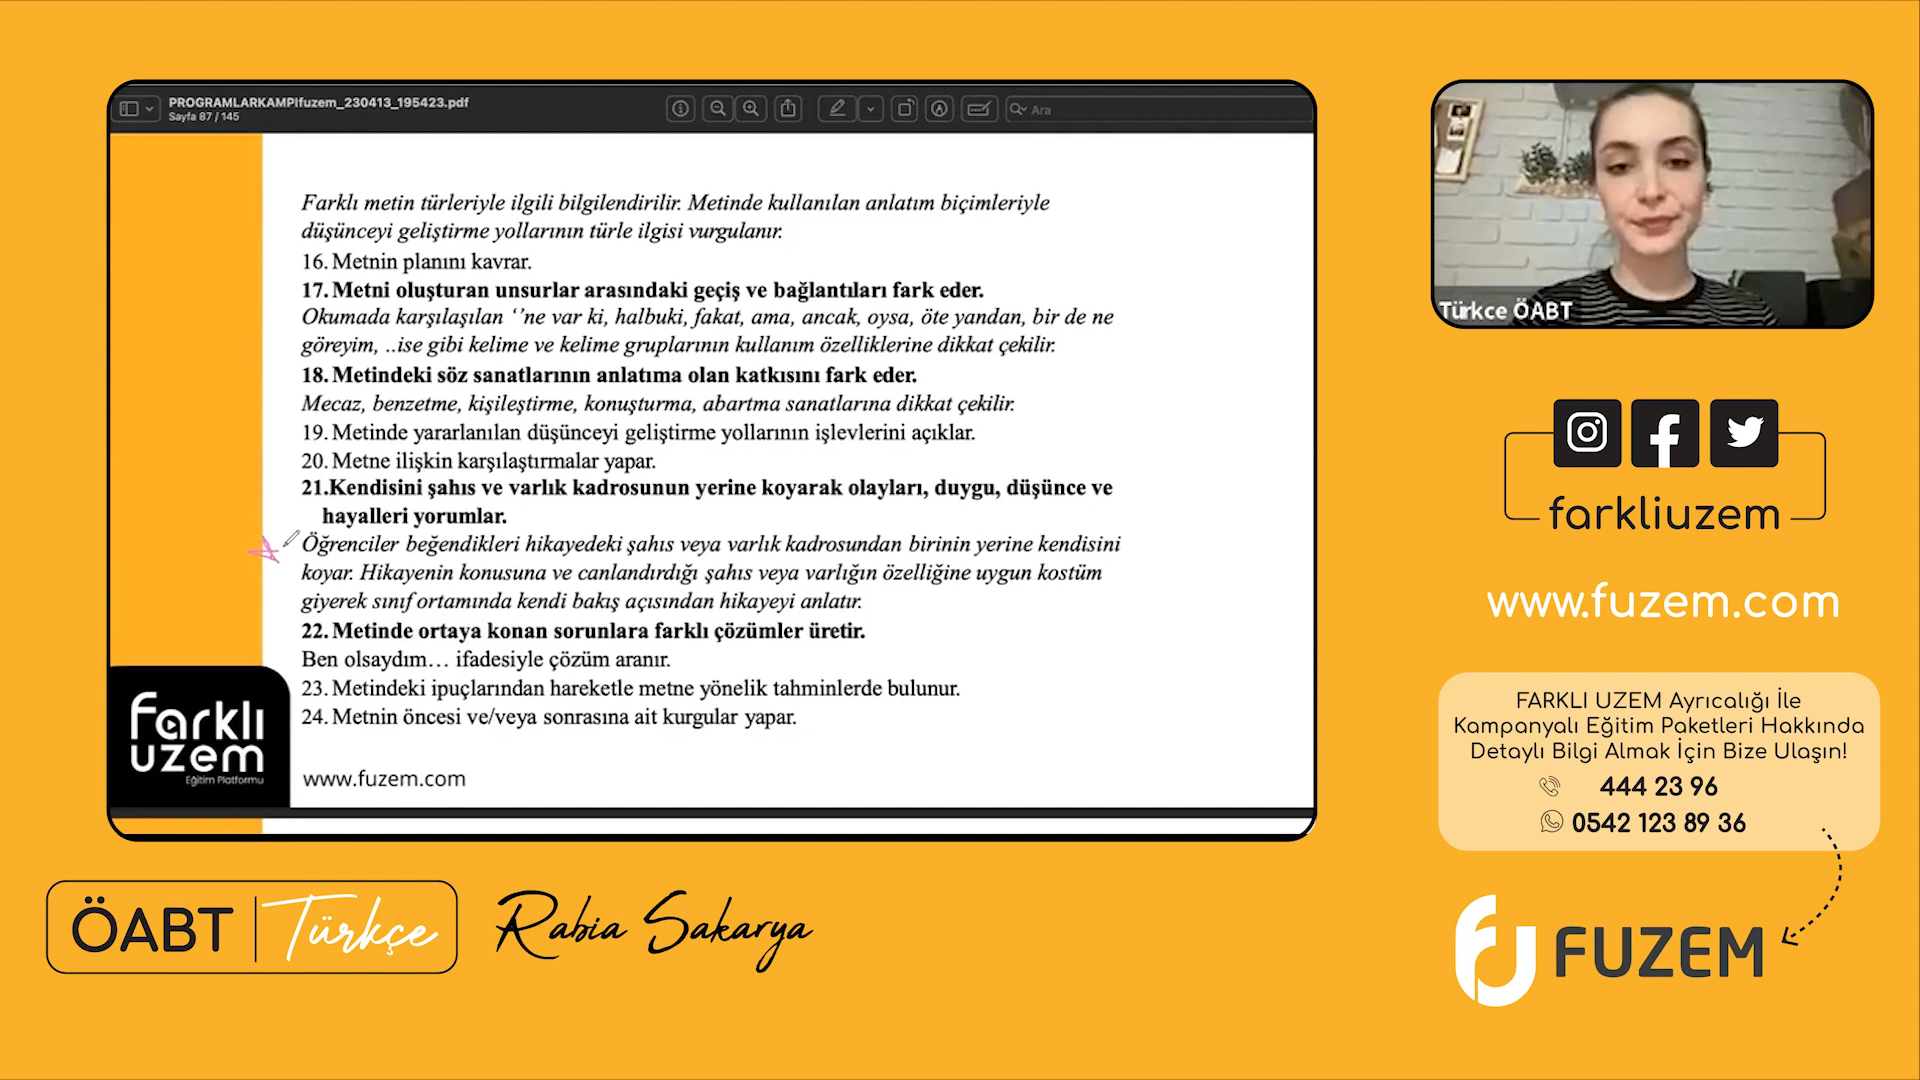 PROGRAMLARKAMPIfuzem_230413_195423.pdf
Sayfa 87 / 145
Ara
Farklı metin türleriyle ilgili bilgilendirilir. Metinde kullanılan anlatım biçimleriyle
düşünceyi geliştirme yollarının türle ilgisi vurgulanır.
16. Metnin planını kavrar.
17. Metni oluşturan unsurlar arasındaki geçiş ve bağlantıları fark eder.
Okumada karşılaşılan ‘’ne var ki, halbuki, fakat, ama, ancak, oysa, öte yandan, bir de ne
göreyim, ..ise gibi kelime ve kelime gruplarının kullanım özelliklerine dikkat çekilir.
18. Metindeki söz sanatlarının anlatıma olan katkısını fark eder.
Mecaz, benzetme, kişileştirme, konuşturma, abartma sanatlarına dikkat çekilir.
19. Metinde yararlanılan düşünceyi geliştirme yollarının işlevlerini açıklar.
20. Metne ilişkin karşılaştırmalar yapar.
21.Kendisini şahıs ve varlık kadrosunun yerine koyarak olayları, duygu, düşünce ve
hayalleri yorumlar.
Öğrenciler beğendikleri hikayedeki şahıs veya varlık kadrosundan birinin yerine kendisini
koyar. Hikayenin konusuna ve canlandırdığı şahıs veya varlığın özelliğine uygun kostüm
giyerek sınıf ortamında kendi bakış açısından hikayeyi anlatır.
22. Metinde ortaya konan sorunlara farklı çözümler üretir.
Ben olsaydım… ifadesiyle çözüm aranır.
23. Metindeki ipuçlarından hareketle metne yönelik tahminlerde bulunur.
24. Metnin öncesi ve/veya sonrasına ait kurgular yapar.
www.fuzem.com
farklı
uzem
Eğitim Platformu
Türkce ÖABT
farkliuzem
www.fuzem.com
FARKLI UZEM Ayrıcalığı İle
Kampanyalı Eğitim Paketleri Hakkında
Detaylı Bilgi Almak İçin Bize Ulaşın!
444 23 96
0542 123 89 36
FUZEM
ÖABT Türkçe
Rabia Sakarya